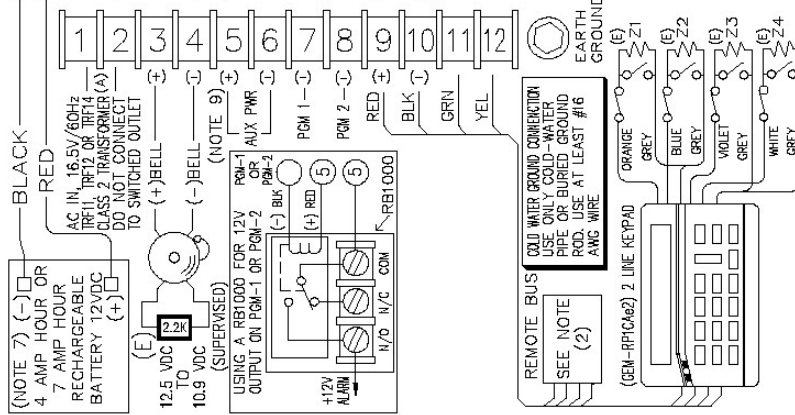 1 2 3 4 5 6 7 8 9 10 11 12
EARTH
GROUND
BLACK
RED
AC IN, 16.5V/60Hz
TRF11, TRF12 OR TRF14
CLASS 2 TRANSFORMER (A)
DO NOT CONNECT
TO SWITCHED OUTLET
(+)
(+)BELL
(-)
(-)BELL
(NOTE 9)
(+)
(-)
AUX PWR
PGM 1 (-)
PGM 2 (-)
RED (+)
BLK (-)
GRN
YEL
(NOTE 7) (-)
4 AMP HOUR OR
7 AMP HOUR
RECHARGEABLE
BATTERY 12VDC
(+)
(E)
2.2K
12.5 VDC
TO
10.9 VDC
(SUPERVISED)
USING A RB1000 FOR 12V
OUTPUT ON PGM-1 OR PGM-2
PGM-1
OR
PGM-2
(-) BLK
(+) RED
5
5
RB1000
N/O
N/C
COM
+12V
ALARM
COLD WATER GROUND CONNENCTION
USE ONLY COLD-WATER
PIPE OR BURIED GROUND
ROD. USE AT LEAST #16
AWG WIRE
REMOTE BUS
SEE NOTE
(2)
(GEM-RP1CAe2) 2 LINE KEYPAD
(E)
Z1
(E)
Z2
(E)
Z3
(E)
Z4
ORANGE
GREY
BLUE
GREY
VIOLET
GREY
WHITE
GREY